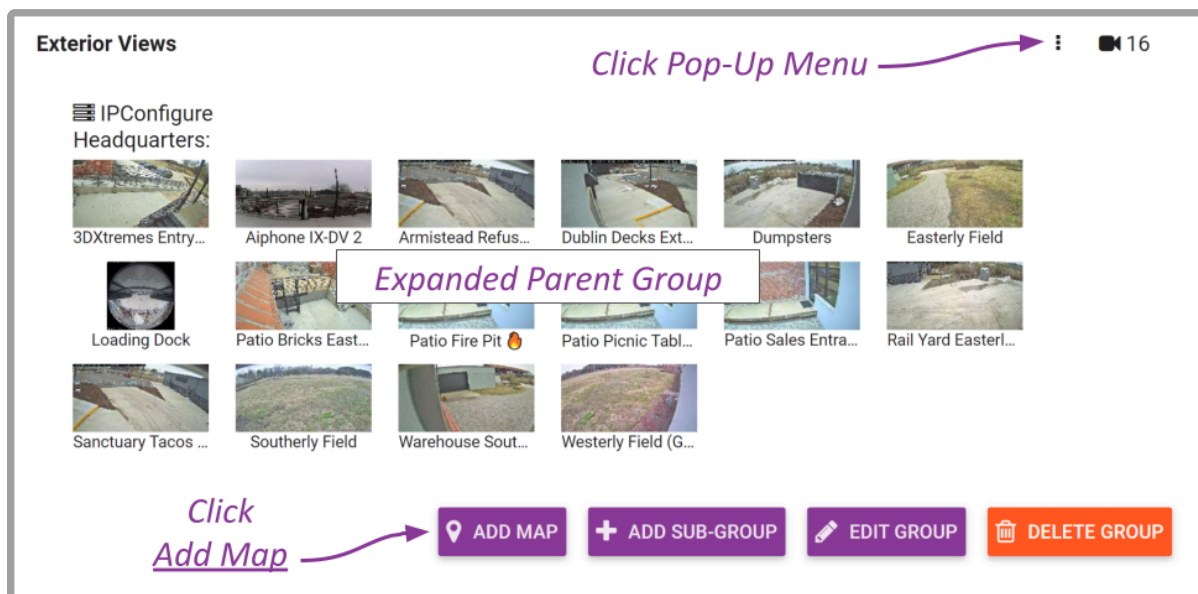 Exterior Views
Click Pop-Up Menu
16
IPConfigure
Headquarters:
3DXtremes Entry...
Aiphone IX-DV 2
Armistead Refus...
Dublin Decks Ext...
Dumpsters
Easterly Field
Expanded Parent Group
Loading Dock
Patio Bricks East...
Patio Fire Pit 🔥
Patio Picnic Tabl...
Patio Sales Entra...
Rail Yard Easterl...
Sanctuary Tacos ...
Southerly Field
Warehouse Sout...
Westerly Field (G...
Click
Add Map
ADD MAP
ADD SUB-GROUP
EDIT GROUP
DELETE GROUP